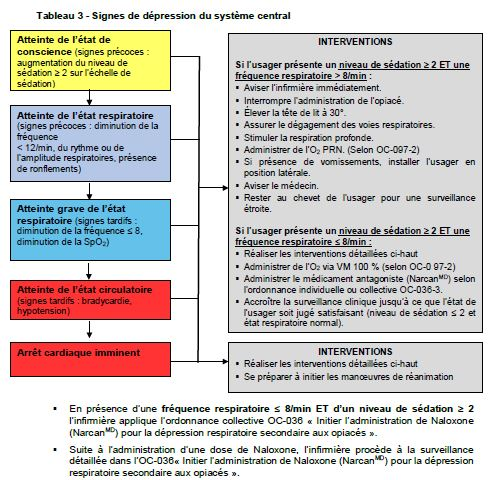 Tableau 3 - Signes de dépression du système central
Atteinte de l'état de
conscience (signes précoces :
augmentation du niveau de
sédation ≥ 2 sur l'échelle de
sédation)
Atteinte de l'état respiratoire
(signes précoces : diminution de la
fréquence
< 12/min, du rythme ou de
l'amplitude respiratoires, présence
de ronflements)
Atteinte grave de l'état
respiratoire (signes tardifs :
diminution de la fréquence ≤ 8,
diminution de la SpO₂)
Atteinte de l'état circulatoire
(signes tardifs : bradycardie,
hypotension)
Arrêt cardiaque imminent
INTERVENTIONS
Si l'usager présente un niveau de sédation ≥ 2 ET une
fréquence respiratoire > 8/min :
▪ Aviser l'infirmière immédiatement.
▪ Interrompre l'administration de l'opiacé.
▪ Élever la tête de lit à 30°.
▪ Assurer le dégagement des voies respiratoires.
▪ Stimuler la respiration profonde.
▪ Administrer de l'O₂ PRN. (Selon OC-097-2)
▪ Si présence de vomissements, installer l'usager en
position latérale.
▪ Aviser le médecin.
▪ Rester au chevet de l'usager pour une surveillance
étroite.
Si l'usager présente un niveau de sédation ≥ 2 ET une
fréquence respiratoire ≤ 8/min :
▪ Réaliser les interventions détaillées ci-haut
▪ Administrer de l'O₂ via VM 100 % (selon OC-0 97-2)
▪ Administrer le médicament antagoniste (Narcanᴹᴰ) selon
l'ordonnance individuelle ou collective OC-036-3.
▪ Accroître la surveillance clinique jusqu'à ce que l'état de
l'usager soit jugé satisfaisant (niveau de sédation ≤ 2 et
état respiratoire normal).
INTERVENTIONS
▪ Réaliser les interventions détaillées ci-haut
▪ Se préparer à initier les manœuvres de réanimation
▪ En présence d'une fréquence respiratoire ≤ 8/min ET d'un niveau de sédation ≥ 2
l'infirmière applique l'ordonnance collective OC-036 « Initier l'administration de Naloxone
(Narcanᴹᴰ) pour la dépression respiratoire secondaire aux opiacés ».
▪ Suite à l'administration d'une dose de Naloxone, l'infirmière procède à la surveillance
détaillée dans l'OC-036« Initier l'administration de Naloxone (Narcanᴹᴰ) pour la dépression
respiratoire secondaire aux opiacés ».